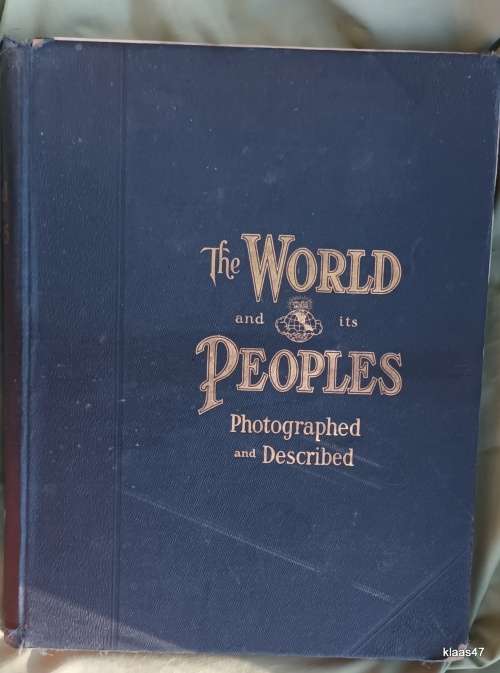 The WORLD
and its
PEOPLES
Photographed
and Described
klaas47